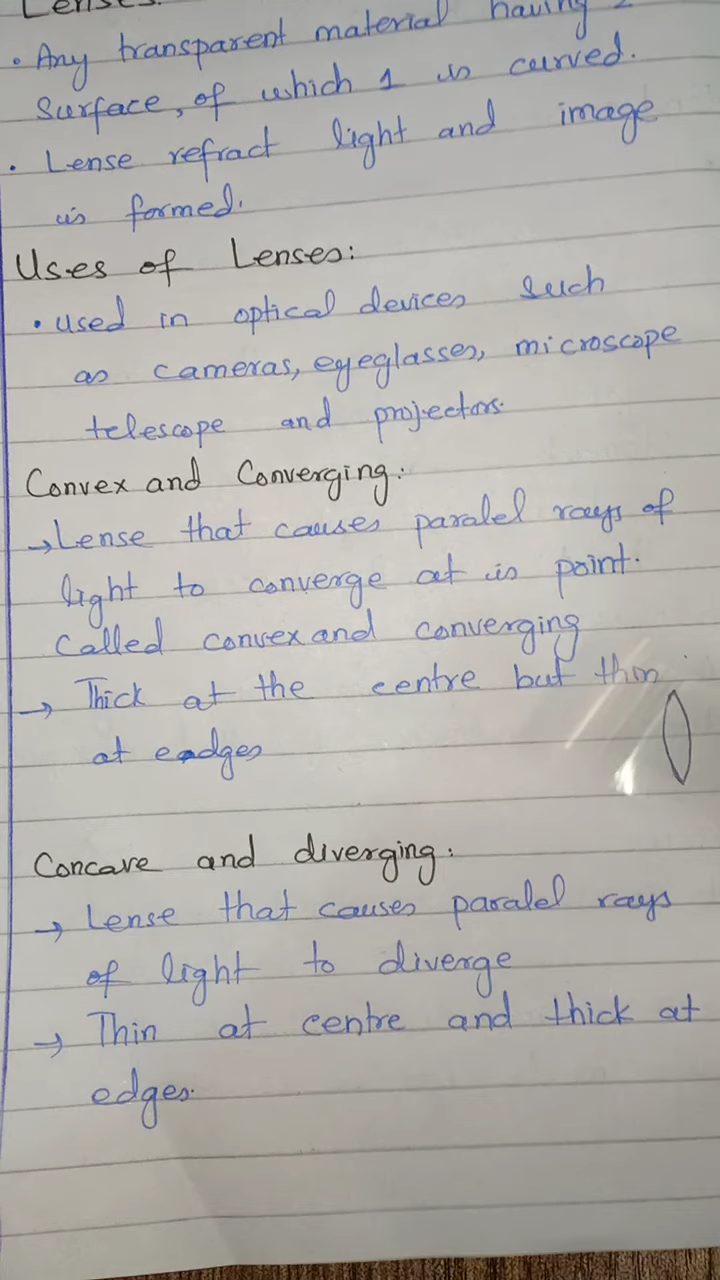 Lenses:
• Any transparent material having 2
surface, of which 1 is curved.
• Lense refract light and image
is formed.
Uses of Lenses:
• used in optical devices such
as cameras, eyeglasses, microscope
telescope and projectors.
Convex and Converging:
→ Lense that causes paralel rays of
light to converge at is point.
Called convex and converging
→ Thick at the centre but thin
at eadges
Concave and diverging:
→ Lense that causes paralel rays
of light to diverge
→ Thin at centre and thick at
edges.